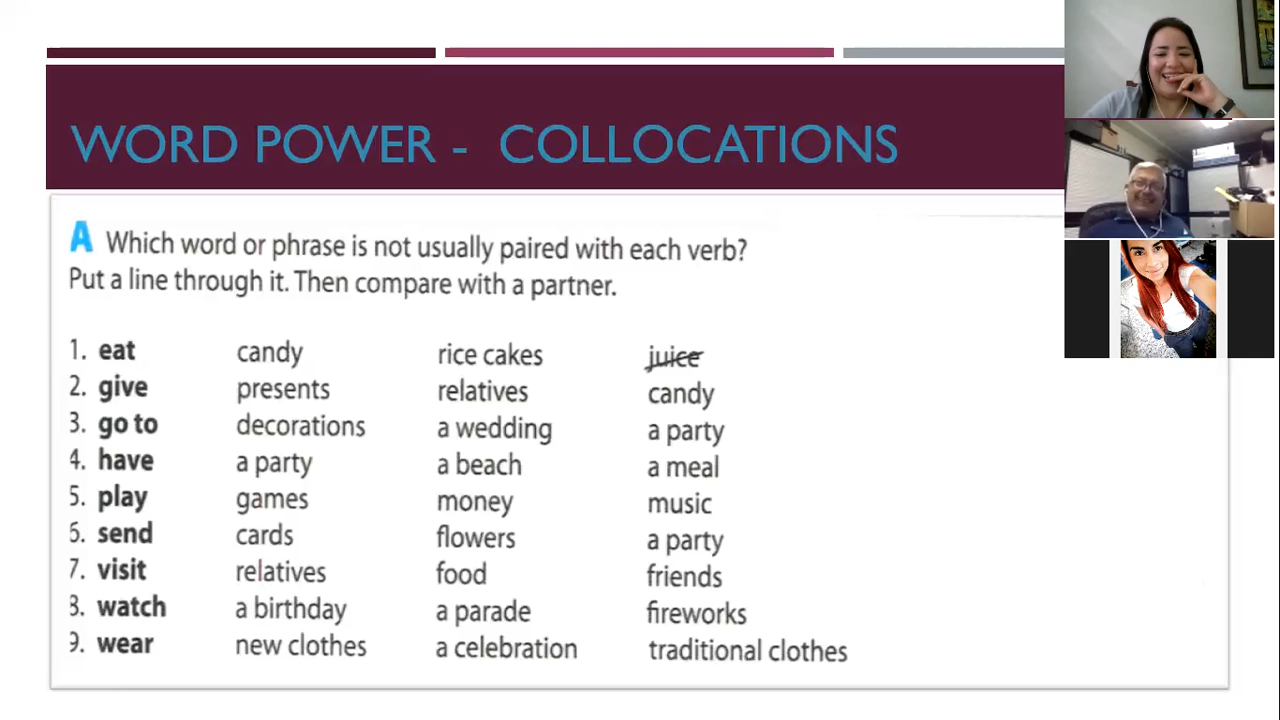 WORD POWER - COLLOCATIONS
A Which word or phrase is not usually paired with each verb?
Put a line through it. Then compare with a partner.
1. eat candy rice cakes juice
2. give presents relatives candy
3. go to decorations a wedding a party
4. have a party a beach a meal
5. play games money music
6. send cards flowers a party
7. visit relatives food friends
8. watch a birthday a parade fireworks
9. wear new clothes a celebration traditional clothes